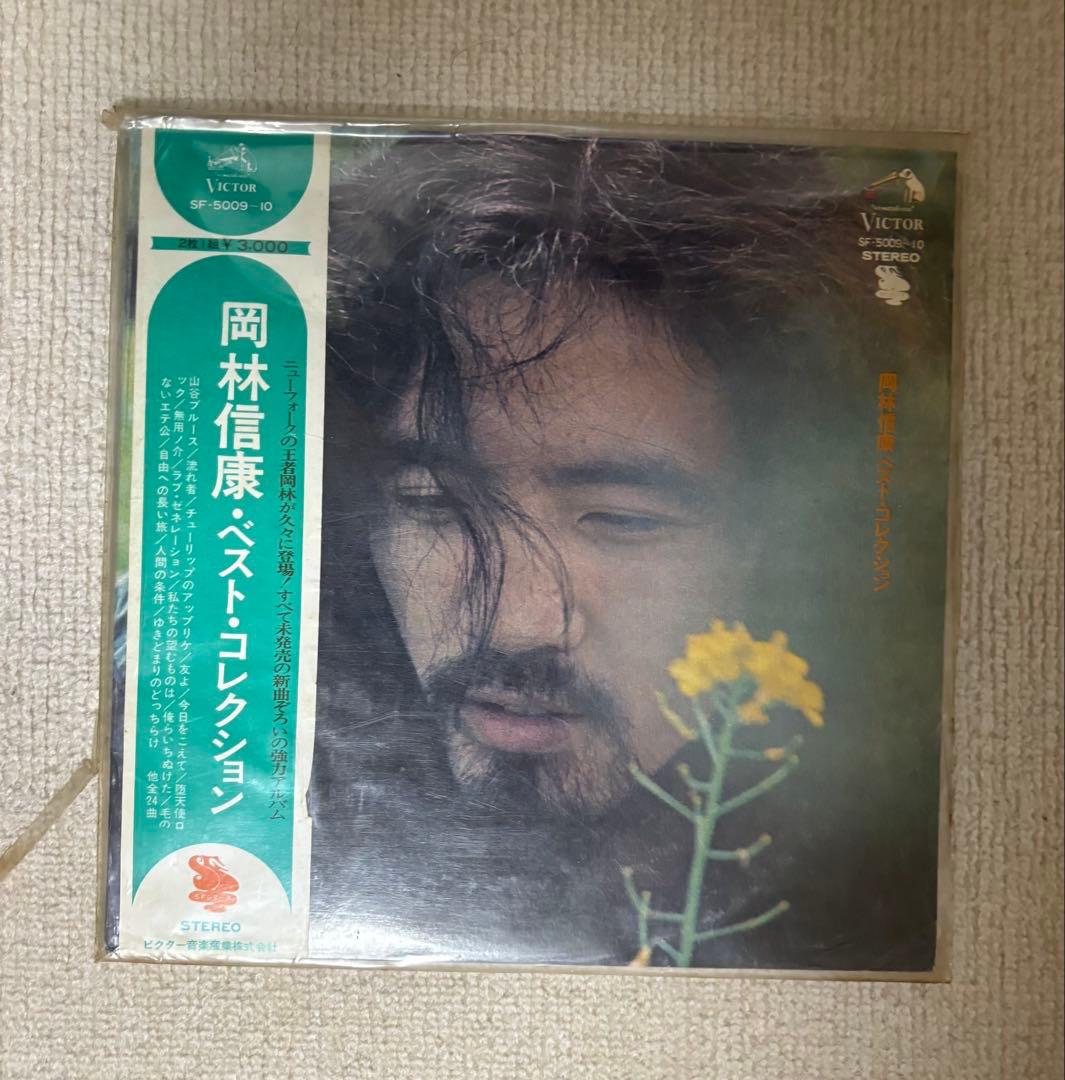 VICTOR
SF-5009〜10
2枚1組¥3,000
岡林信康・ベスト・コレクション
ニューフォークスの王者岡林が久々に登場!すべて未発売の新曲ぞろいの強力アルバム
山谷ブルース/流れ者/チューリップのアップリケ/友よ/今日をこえて/堕天使ロ
ック/無用ノ介/ラブ・ゼネレーション/私たちの望むものは/俺らいちぬけた/毛の
ないエテ公/自由への長い旅/人間の条件/ゆきどまりのどっちらけ 他全24曲
STEREO
ビクター音楽産業株式会社
VICTOR
SF-5009〜10
STEREO
岡林信康 ベスト・コレクション